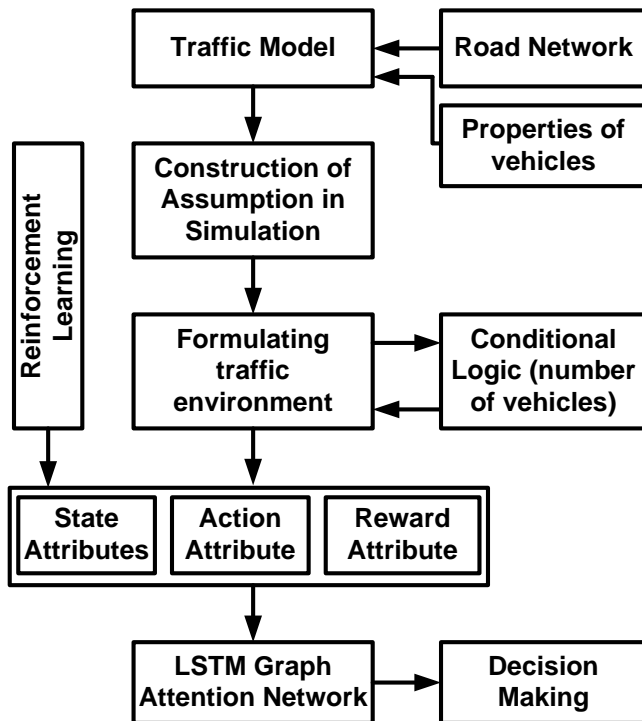 Traffic Model
Road Network
Properties of
vehicles
Construction of
Assumption in
Simulation
Reinforcement
Learning
Formulating
traffic
environment
Conditional
Logic (number
of vehicles)
State
Attributes
Action
Attribute
Reward
Attribute
LSTM Graph
Attention Network
Decision
Making